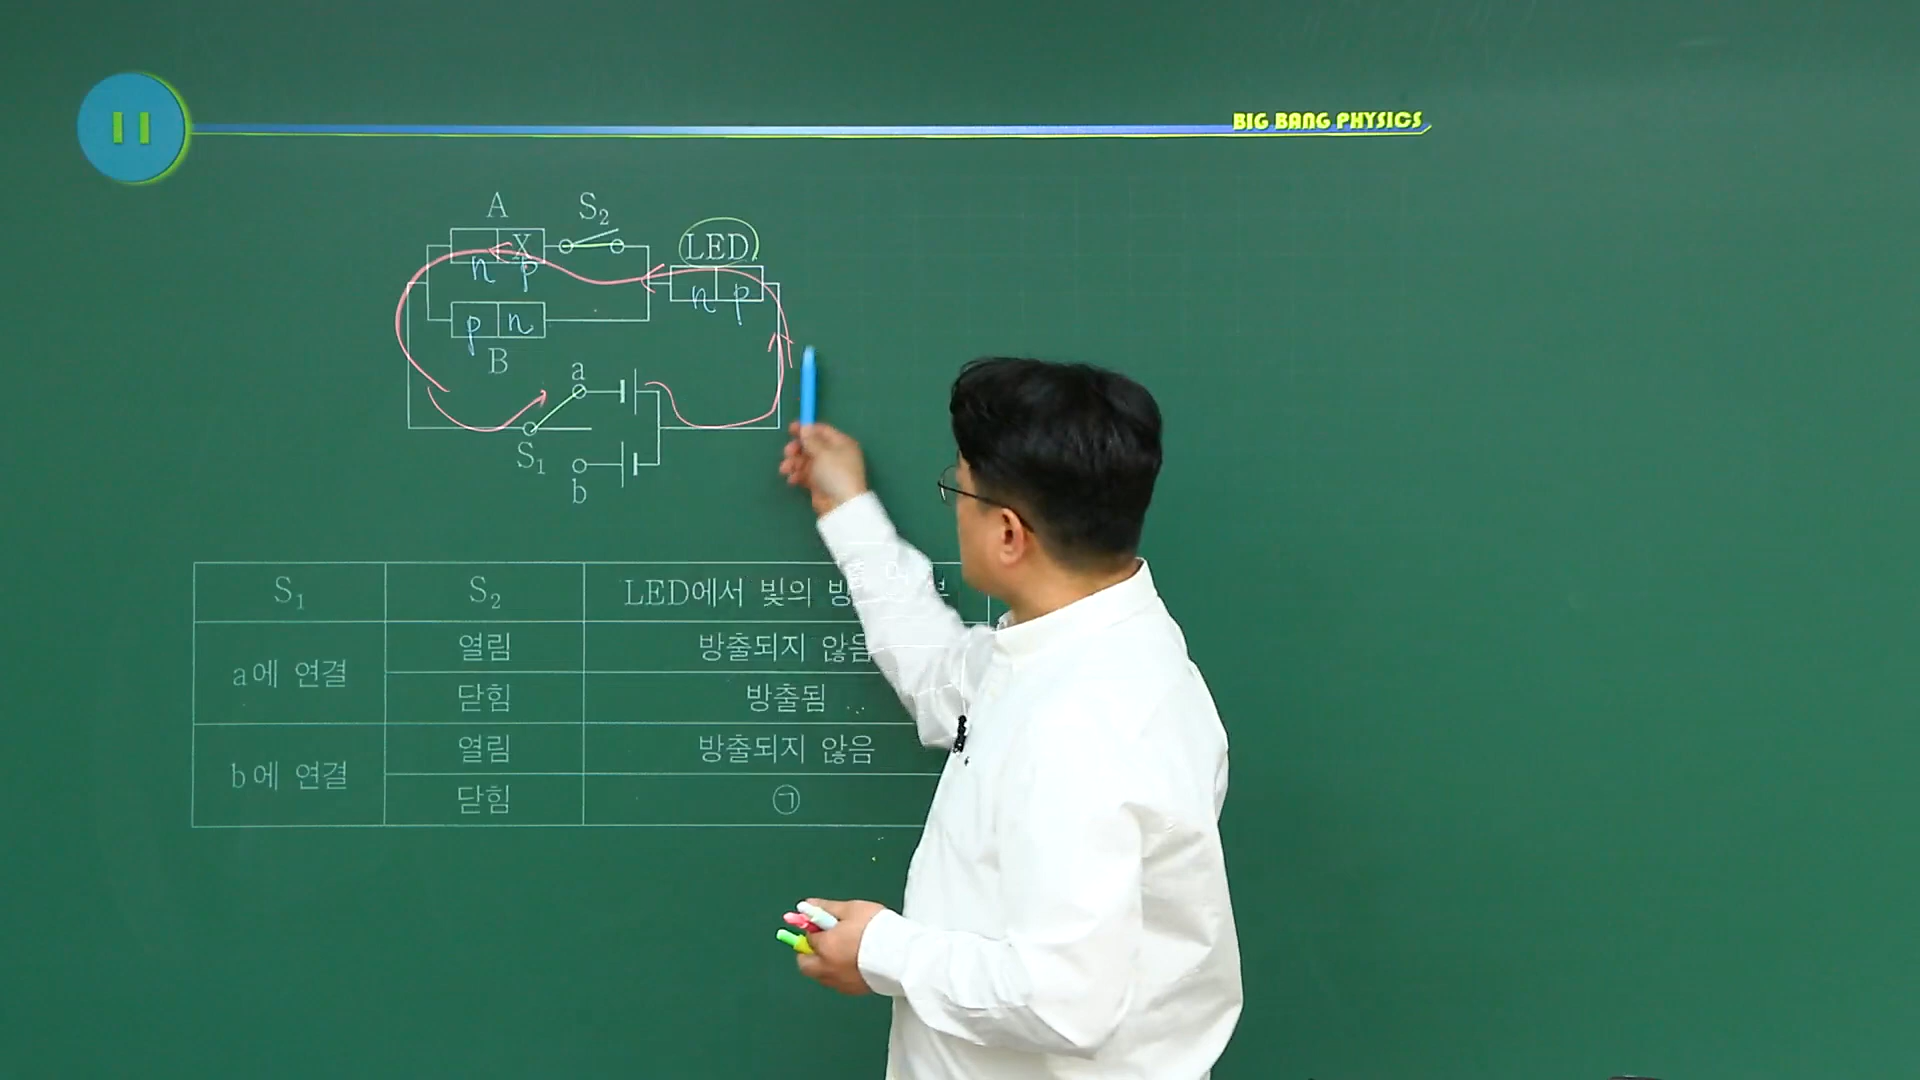 11
BIG BANG PHYSICS
A S₂
X LED
n p
n p
p n
B
a
S₁
b
S₁ S₂ LED에서 빛의 방출
a에 연결 열림 방출되지 않음
닫힘 방출됨
b에 연결 열림 방출되지 않음
닫힘 ㉠